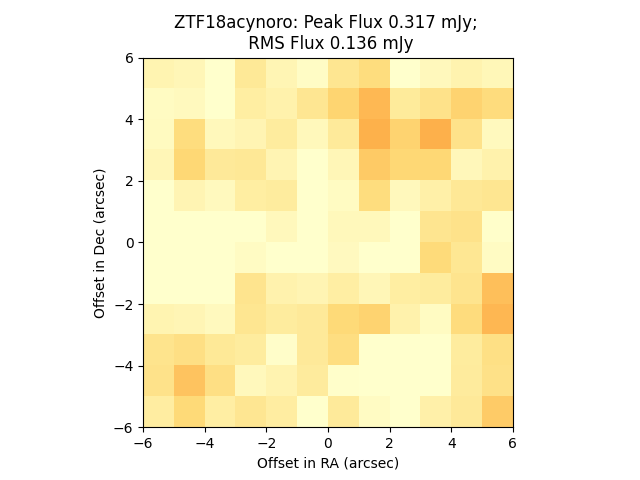 ZTF18acynoro: Peak Flux 0.317 mJy;
RMS Flux 0.136 mJy
6
4
2
0
−2
−4
−6
Offset in Dec (arcsec)
−6 −4 −2 0 2 4 6
Offset in RA (arcsec)